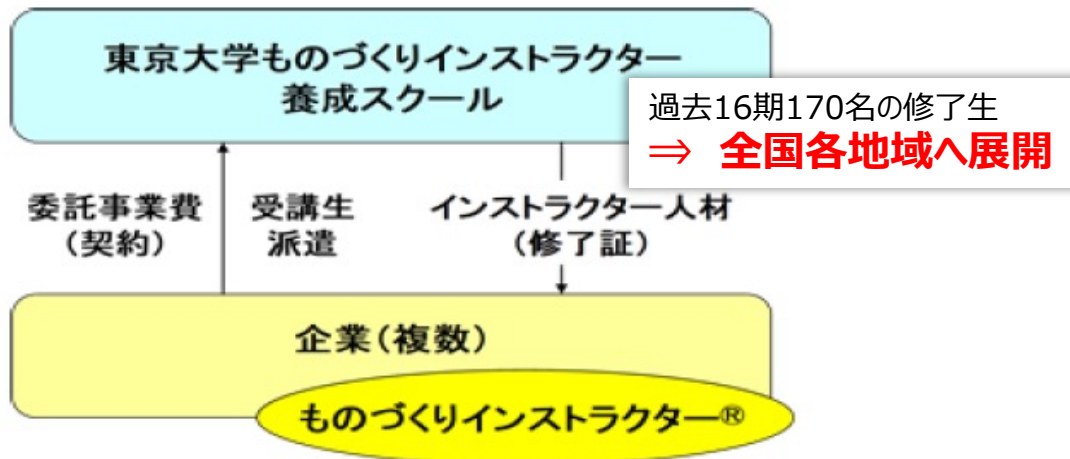 東京大学ものづくりインストラクター
養成スクール
過去16期170名の修了生
⇒ 全国各地域へ展開
委託事業費
（契約）
受講生
派遣
インストラクター人材
（修了証）
企業（複数）
ものづくりインストラクター®